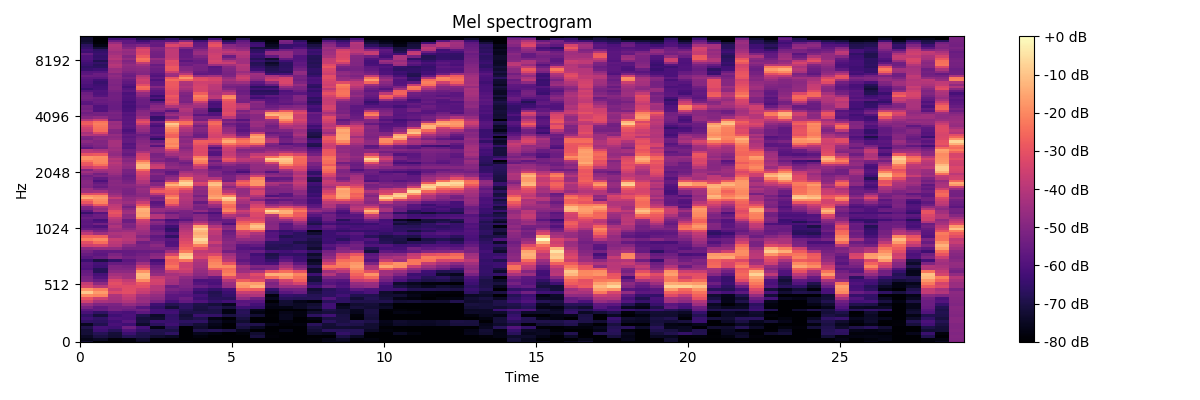 Mel spectrogram
8192
4096
2048
1024
512
0
Hz
0 5 10 15 20 25
Time
+0 dB
-10 dB
-20 dB
-30 dB
-40 dB
-50 dB
-60 dB
-70 dB
-80 dB